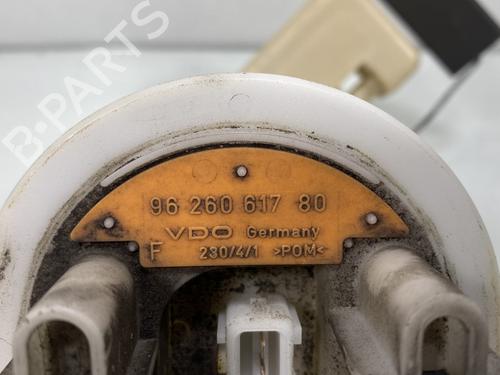 B-PARTS
96 260 617 80
VDO Germany
F 230/4/1 >POM<